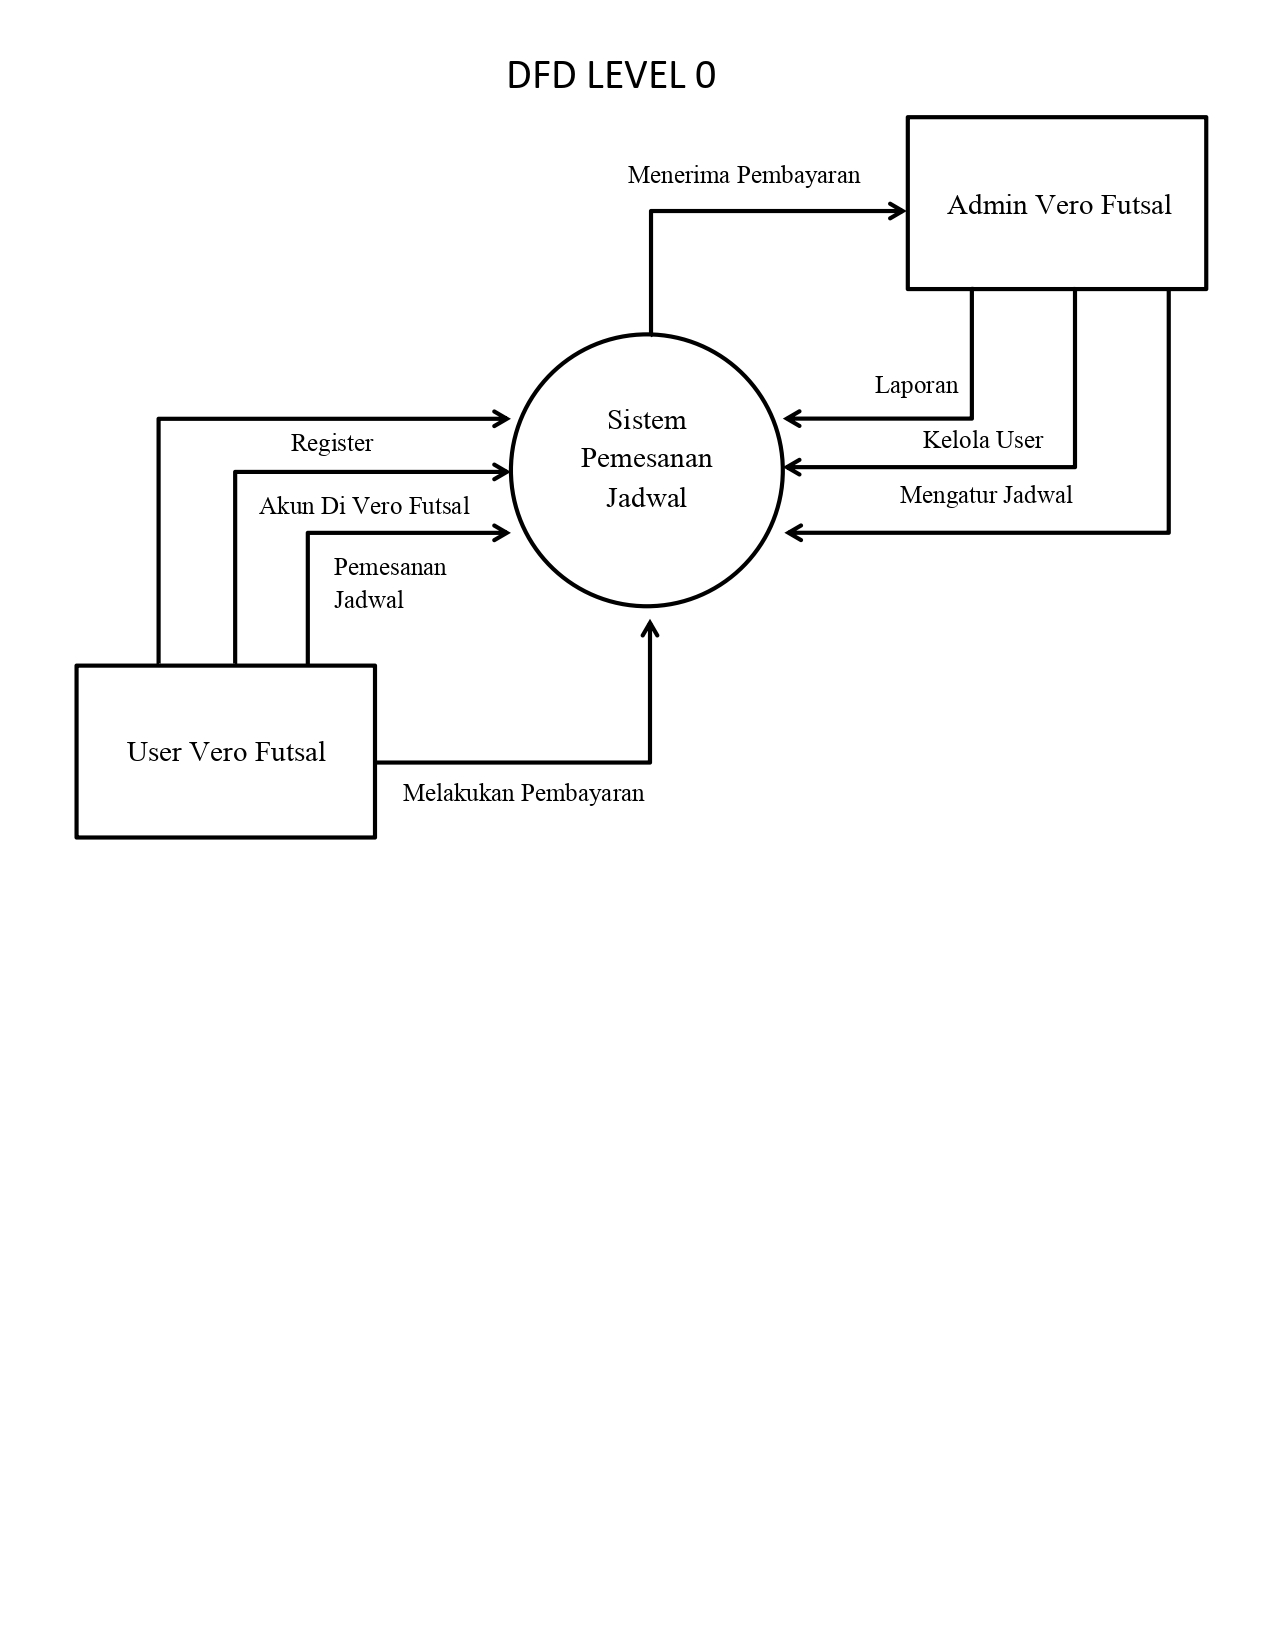 DFD LEVEL 0
Menerima Pembayaran
Admin Vero Futsal
Laporan
Kelola User
Mengatur Jadwal
Sistem
Pemesanan
Jadwal
Register
Akun Di Vero Futsal
Pemesanan
Jadwal
User Vero Futsal
Melakukan Pembayaran